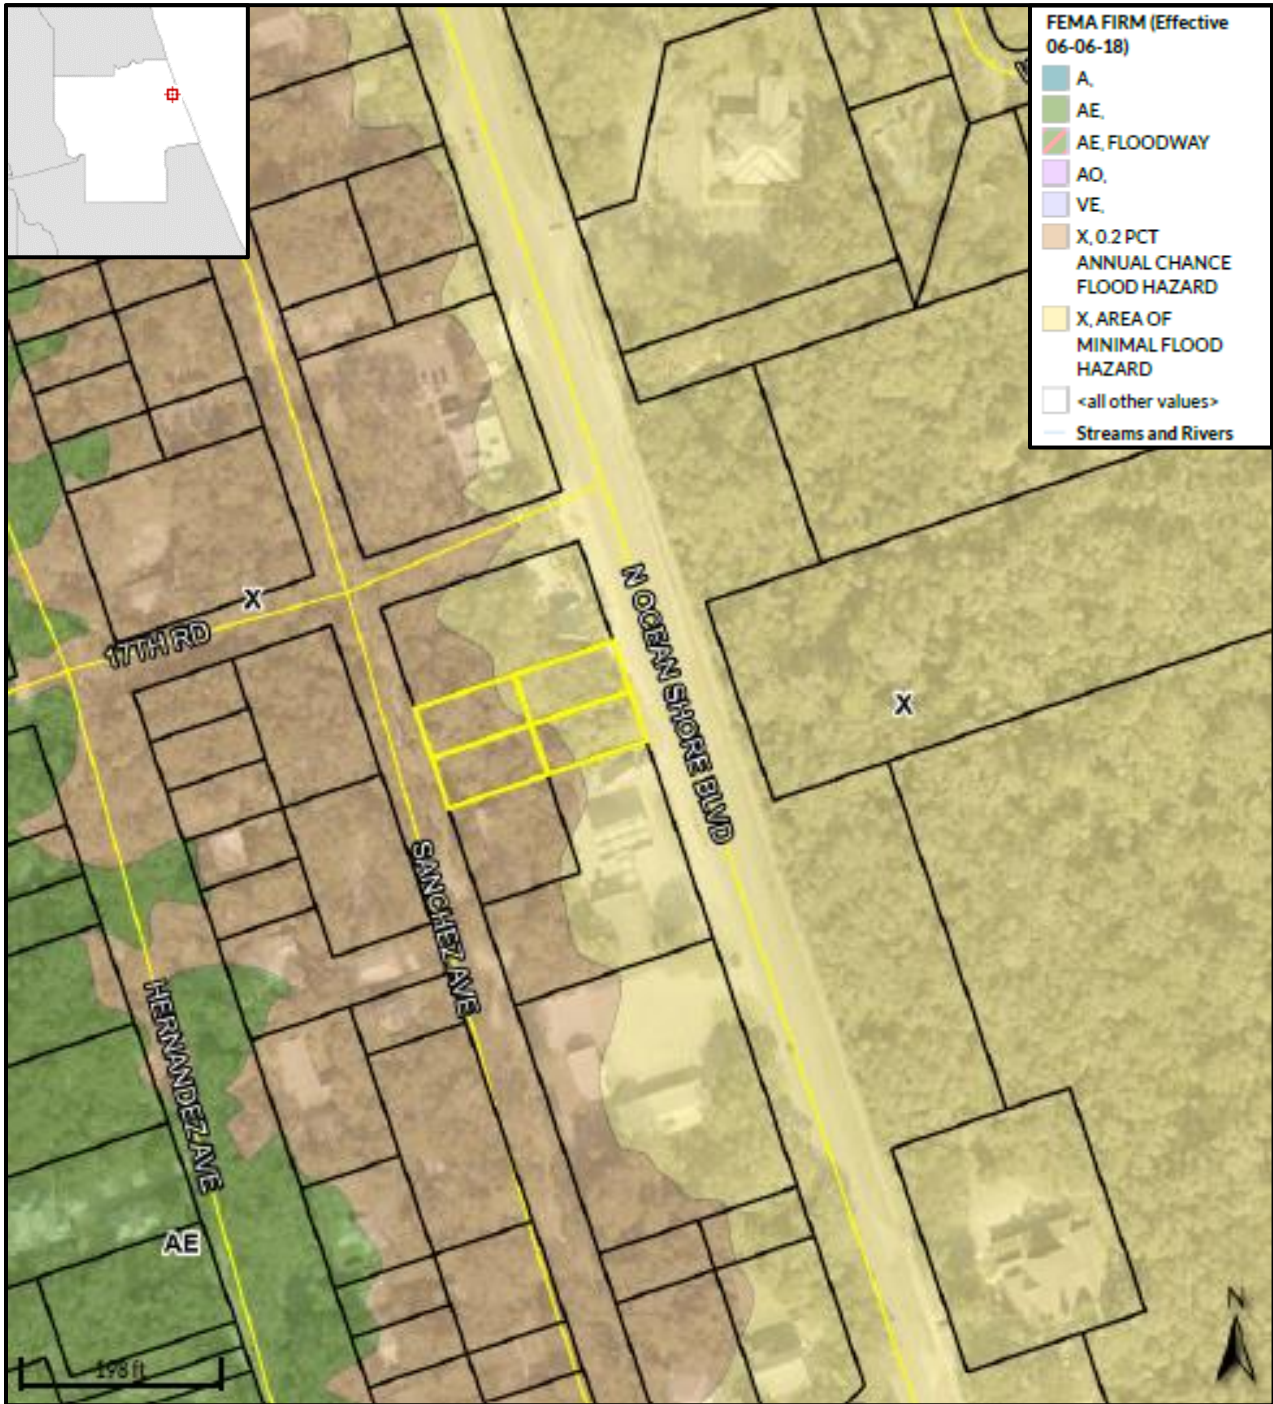 FEMA FIRM (Effective
06-06-18)
A,
AE,
AE, FLOODWAY
AO,
VE,
X, 0.2 PCT
ANNUAL CHANCE
FLOOD HAZARD
X, AREA OF
MINIMAL FLOOD
HAZARD
<all other values>
Streams and Rivers
N OCEAN SHORE BLVD
X
17TH RD
X
SANCHEZ AVE
HERNANDEZ AVE
AE
N
198 ft